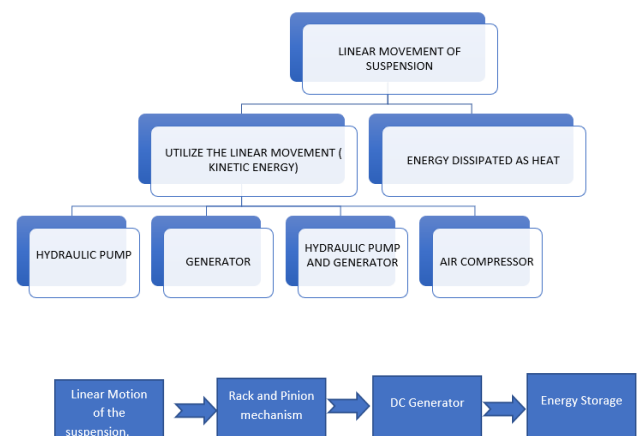 LINEAR MOVEMENT OF
SUSPENSION
UTILIZE THE LINEAR MOVEMENT (
KINETIC ENERGY)
ENERGY DISSIPATED AS HEAT
HYDRAULIC PUMP
GENERATOR
HYDRAULIC PUMP
AND GENERATOR
AIR COMPRESSOR
Linear Motion
of the
suspension.
Rack and Pinion
mechanism
DC Generator
Energy Storage